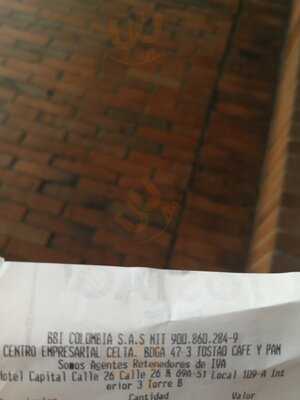 BBI COLOMBIA S.A.S NIT 900.860.284-9
CENTRO EMPRESARIAL CELTA. BOGA 47-3 TOSTAO CAFE Y PAN
Somos Agentes Retenedores de IVA
Hotel Capital Calle 26 Calle 26 # 69A-51 Local 109-A Int
erior 3 Torre B
Cantidad Valor